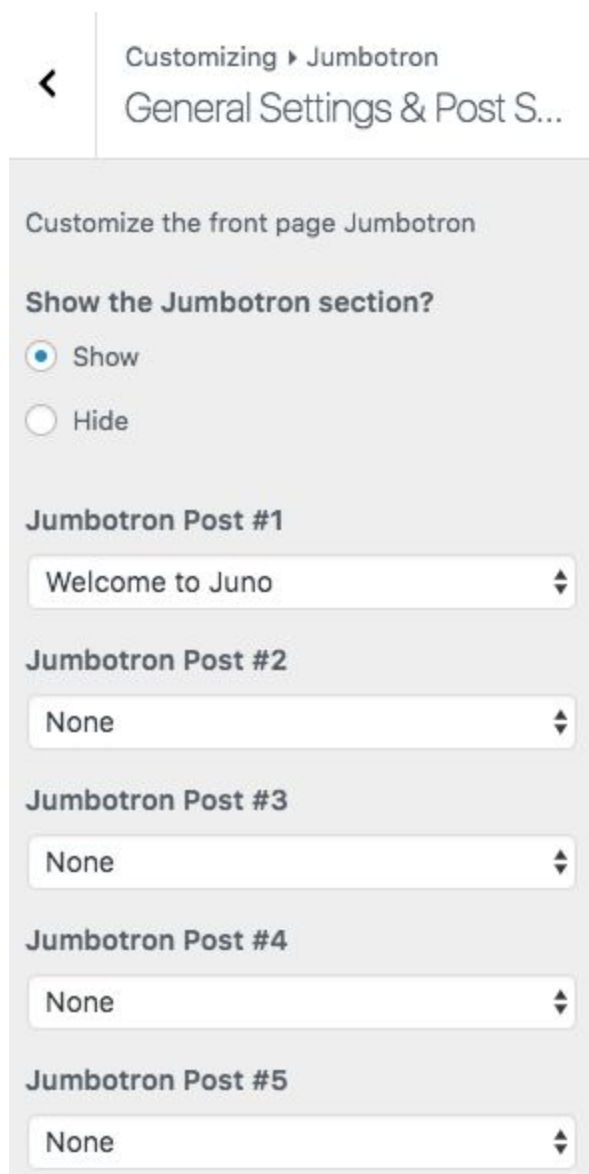 Customizing ▸ Jumbotron
General Settings & Post S...
Customize the front page Jumbotron
Show the Jumbotron section?
Show
Hide
Jumbotron Post #1
Welcome to Juno
Jumbotron Post #2
None
Jumbotron Post #3
None
Jumbotron Post #4
None
Jumbotron Post #5
None